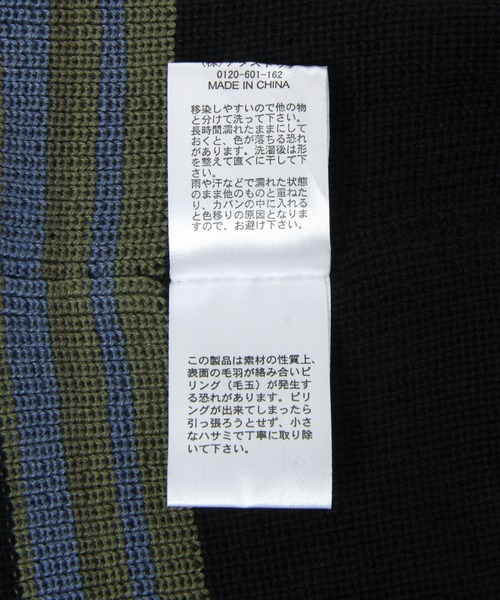 (株)アダストリア
0120-601-162
MADE IN CHINA
移染しやすいので他の物
と分けて洗って下さい。
長時間濡れたままにして
おくと、色が落ちる恐れ
があります。洗濯後は形
を整えて直ぐに干して下
さい。
雨や汗などで濡れた状態
のまま他のものと重ねた
り、カバンの中に入れると
と色移りの原因となりま
すので、お避け下さい。
この製品は素材の性質上、
表面の毛羽が絡み合いピ
リング（毛玉）が発生す
る恐れがあります。ピリ
ングが出来てしまったら
引っ張ろうとせず、小さ
なハサミで丁寧に取り除
いて下さい。